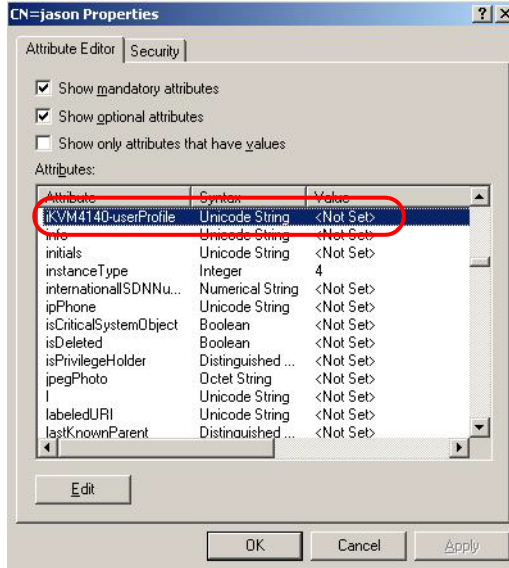 CN=jason Properties
Attribute Editor Security
Show mandatory attributes
Show optional attributes
Show only attributes that have values
Attributes:
Attribute Syntax Value
iKVM4140-userProfile Unicode String <Not Set>
info Unicode String <Not Set>
initials Unicode String <Not Set>
instanceType Integer 4
internationalISDNNu... Numerical String <Not Set>
ipPhone Unicode String <Not Set>
isCriticalSystemObject Boolean <Not Set>
isDeleted Boolean <Not Set>
isPrivilegeHolder Distinguished ... <Not Set>
jpegPhoto Octet String <Not Set>
l Unicode String <Not Set>
labeledURI Unicode String <Not Set>
lastKnownParent Distinguished ... <Not Set>
Edit
OK Cancel Apply